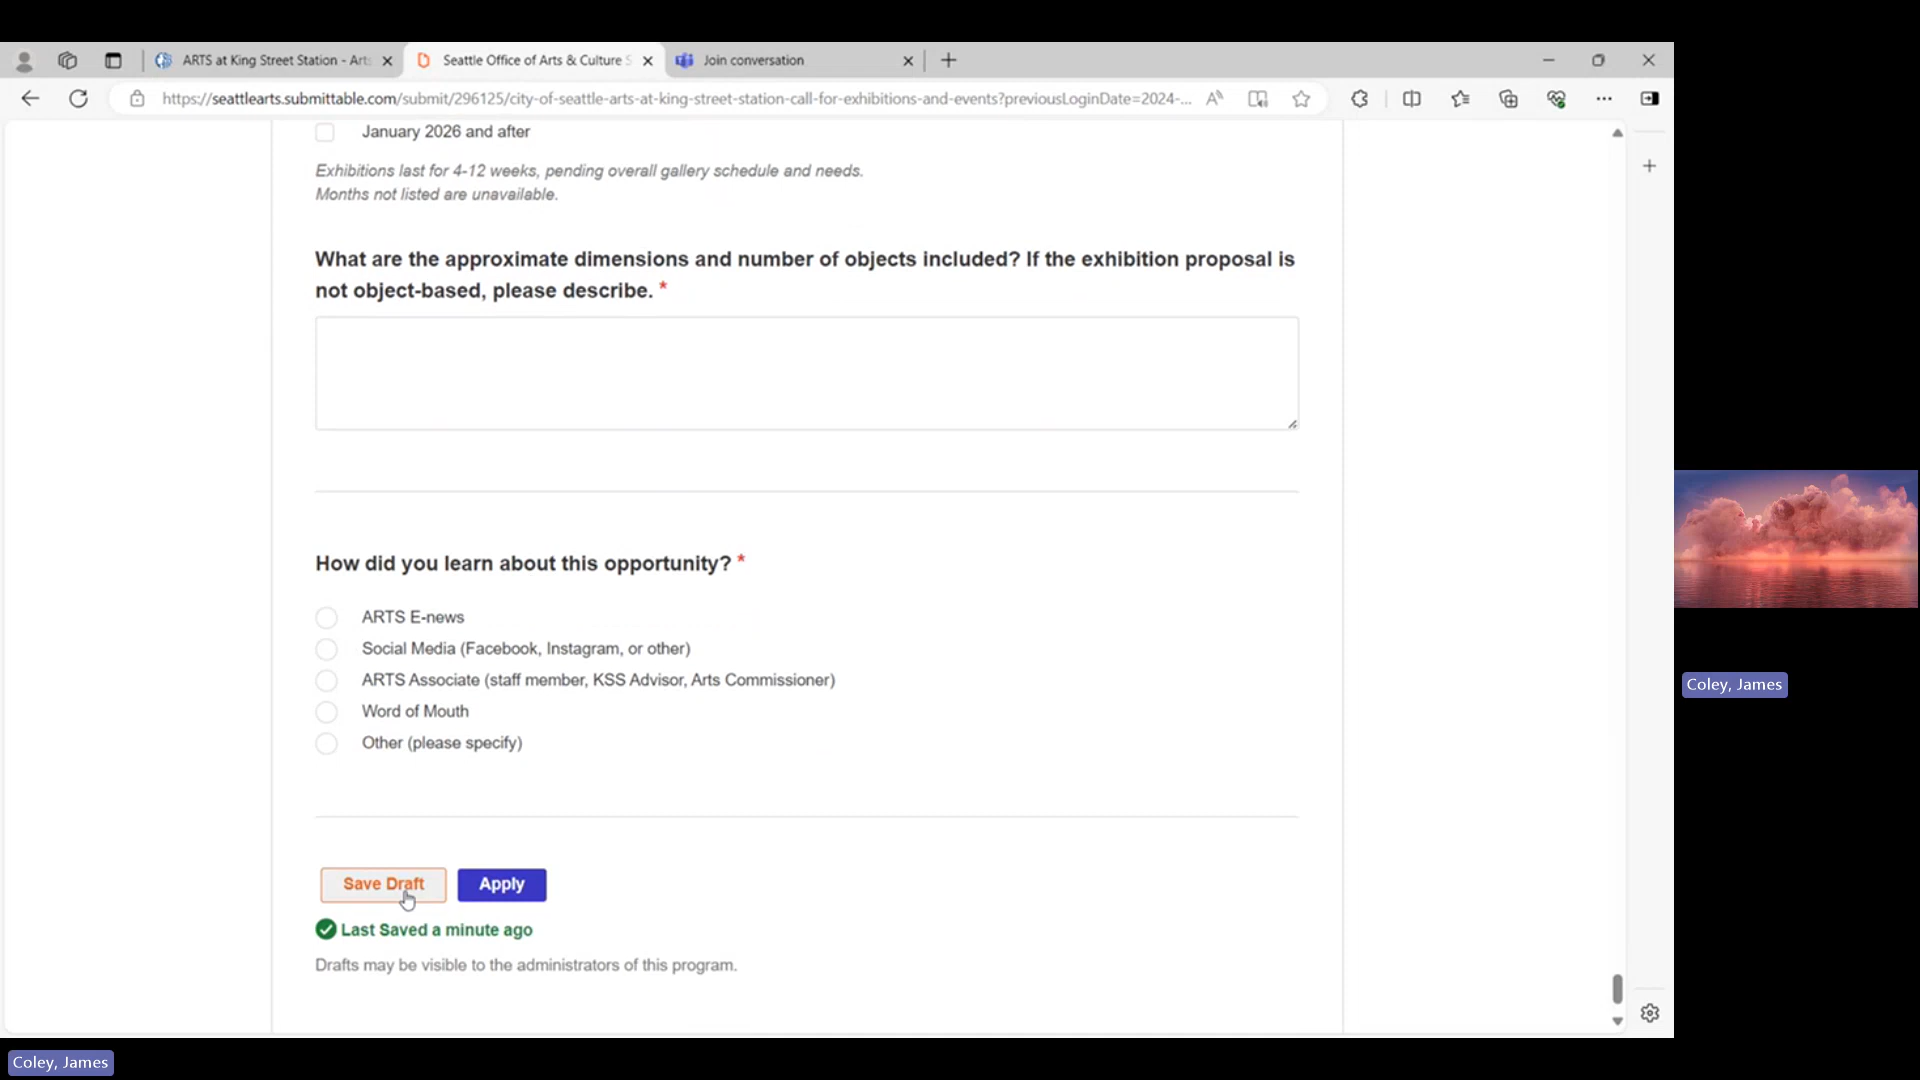 ARTS at King Street Station - Arts
Seattle Office of Arts & Culture S
Join conversation
https://seattlearts.submittable.com/submit/296125/city-of-seattle-arts-at-king-street-station-call-for-exhibitions-and-events?previousLoginDate=2024-...
January 2026 and after
Exhibitions last for 4-12 weeks, pending overall gallery schedule and needs.
Months not listed are unavailable.
What are the approximate dimensions and number of objects included? If the exhibition proposal is
not object-based, please describe. *
How did you learn about this opportunity? *
ARTS E-news
Social Media (Facebook, Instagram, or other)
ARTS Associate (staff member, KSS Advisor, Arts Commissioner)
Word of Mouth
Other (please specify)
Save Draft
Apply
Last Saved a minute ago
Drafts may be visible to the administrators of this program.
Coley, James
Coley, James